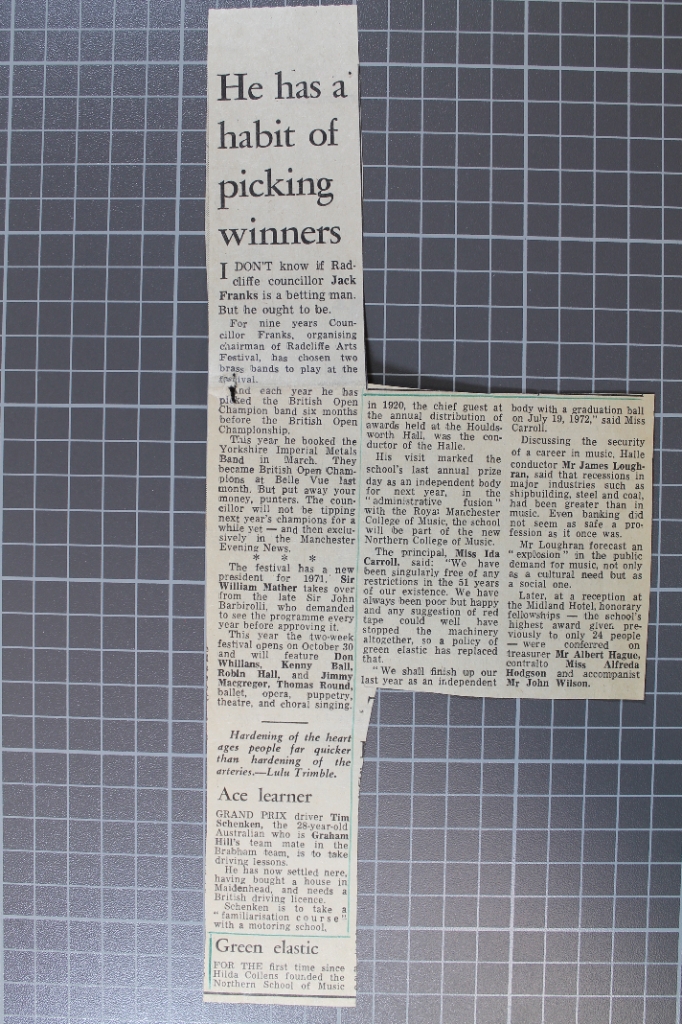 He has a
habit of
picking
winners
I DON'T know if Rad-
cliffe councillor Jack
Franks is a betting man.
But he ought to be.
For nine years Coun-
cillor Franks, organising
chairman of Radcliffe Arts
Festival, has chosen two
brass bands to play at the
festival.
And each year he has
picked the British Open
Champion band six months
before the British Open
Championship.
This year he booked the
Yorkshire Imperial Metals
Band in March. They
became British Open Cham-
pions at Belle Vue last
month. But put away your
money, punters. The coun-
cillor will not be tipping
next year's champions for a
while yet — and then exclu-
sively in the Manchester
Evening News.
* * *
The festival has a new
president for 1971. Sir
William Mather takes over
from the late Sir John
Barbirolli, who demanded
to see the programme every
year before approving it.
This year the two-week
festival opens on October 30
and will feature Don
Whillans, Kenny Ball,
Robin Hall, and Jimmy
Macgregor, Thomas Round,
ballet, opera, puppetry,
theatre, and choral singing.
Hardening of the heart
ages people far quicker
than hardening of the
arteries.—Lulu Trimble.
Ace learner
GRAND PRIX driver Tim
Schenken, the 28-year-old
Australian who is Graham
Hill's team mate in the
Brabham team, is to take
driving lessons.
He has now settled here,
having bought a house in
Maidenhead, and needs a
British driving licence.
Schenken is to take a
"familiarisation course"
with a motoring school.
Green elastic
FOR THE first time since
Hilda Collens founded the
Northern School of Music
in 1920, the chief guest at
the annual distribution of
awards held at the Houlds-
worth Hall, was the con-
ductor of the Halle.
His visit marked the
school's last annual prize
day as an independent body
for next year, in the
"administrative fusion"
with the Royal Manchester
College of Music, the school
will be part of the new
Northern College of Music.
The principal, Miss Ida
Carroll, said: "We have
been singularly free of any
restrictions in the 51 years
of our existence. We have
always been poor but happy
and any suggestion of red
tape could well have
stopped the machinery
altogether, so a policy of
green elastic has replaced
that.
"We shall finish up our
last year as an independent
body with a graduation ball
on July 19, 1972," said Miss
Carroll.
Discussing the security
of a career in music, Halle
conductor Mr James Lough-
ran, said that recessions in
major industries such as
shipbuilding, steel and coal,
had been greater than in
music. Even banking did
not seem as safe a pro-
fession as it once was.
Mr Loughran forecast an
"explosion" in the public
demand for music, not only
as a cultural need but as
a social one.
Later, at a reception at
the Midland Hotel, honorary
fellowships — the school's
highest award given pre-
viously to only 24 people
— were conferred on
treasurer Mr Albert Hague,
contralto Miss Alfreda
Hodgson and accompanist
Mr John Wilson.